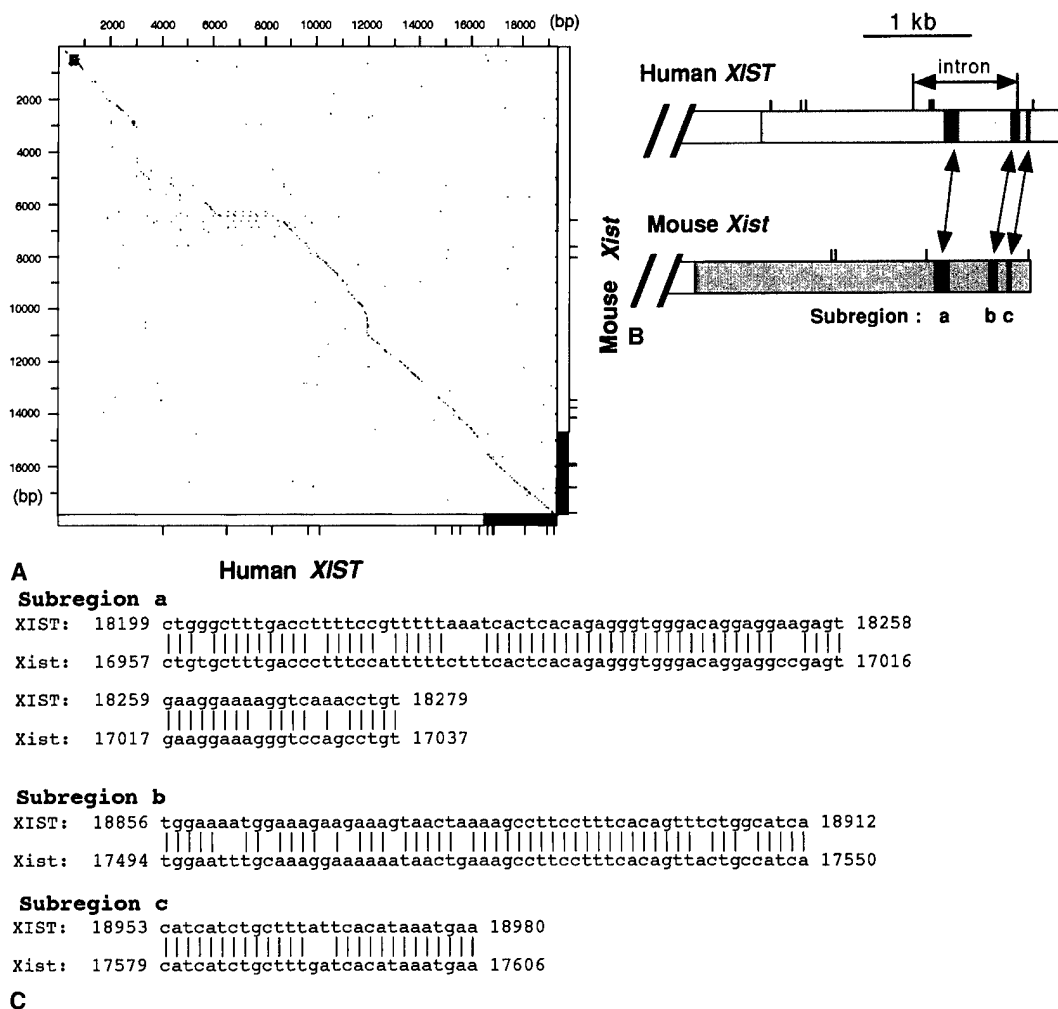 2000 4000 6000 8000 10000 12000 14000 16000 18000 (bp)
2000
4000
6000
8000
10000
12000
14000
16000
(bp)
Mouse Xist
A
Human XIST
1 kb
Human XIST
intron
Mouse Xist
Subregion : a b c
B
Subregion a
XIST: 18199 ctgggctttgaccttttccgtttttaaatcactcacagagggtgggacaggaggaagagt 18258
Xist: 16957 ctgtgctttgaccctttccatttttctttcactcacagagggtgggacaggaggccgagt 17016
XIST: 18259 gaaggaaaaggtcaaacctgt 18279
Xist: 17017 gaaggaaagggtccagcctgt 17037
Subregion b
XIST: 18856 tggaaaatggaaagaagaaagtaactaaaagccttcctttcacagtttctggcatca 18912
Xist: 17494 tggaatttgcaaaggaaaaaataactgaaagccttcctttcacagttactgccatca 17550
Subregion c
XIST: 18953 catcatctgctttattcacataaatgaa 18980
Xist: 17579 catcatctgctttgatcacataaatgaa 17606
C